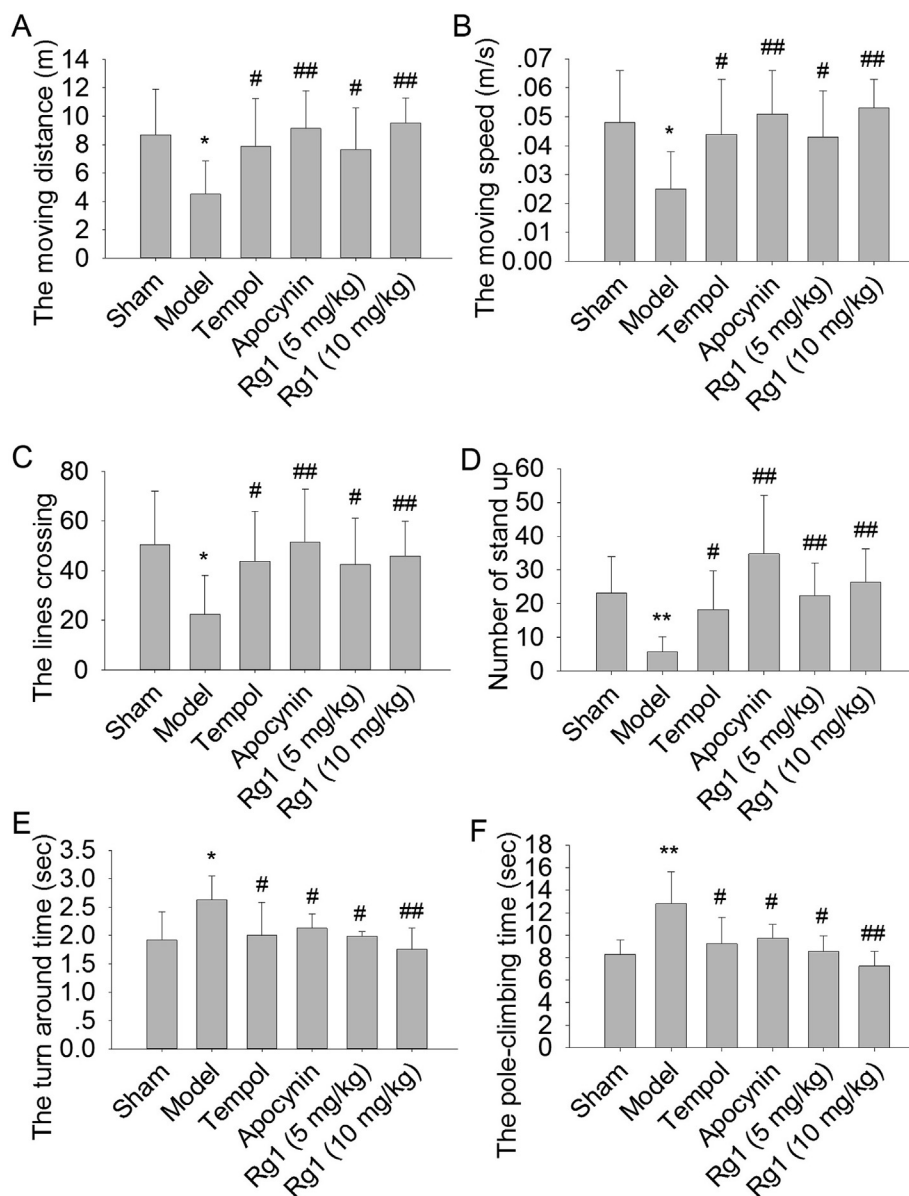 A
The moving distance (m)
14
12
10
8
6
4
2
0
*
#
##
#
##
Sham
Model
Tempol
Apocynin
Rg1 (5 mg/kg)
Rg1 (10 mg/kg)
B
The moving speed (m/s)
.08
.07
.06
.05
.04
.03
.02
.01
0.00
*
#
##
#
##
Sham
Model
Tempol
Apocynin
Rg1 (5 mg/kg)
Rg1 (10 mg/kg)
C
The lines crossing
80
60
40
20
0
*
#
##
#
##
Sham
Model
Tempol
Apocynin
Rg1 (5 mg/kg)
Rg1 (10 mg/kg)
D
Number of stand up
60
50
40
30
20
10
0
**
#
##
##
##
Sham
Model
Tempol
Apocynin
Rg1 (5 mg/kg)
Rg1 (10 mg/kg)
E
The turn around time (sec)
3.5
3.0
2.5
2.0
1.5
1.0
.5
0.0
*
#
#
#
##
Sham
Model
Tempol
Apocynin
Rg1 (5 mg/kg)
Rg1 (10 mg/kg)
F
The pole-climbing time (sec)
18
16
14
12
10
8
6
4
2
0
**
#
#
#
##
Sham
Model
Tempol
Apocynin
Rg1 (5 mg/kg)
Rg1 (10 mg/kg)